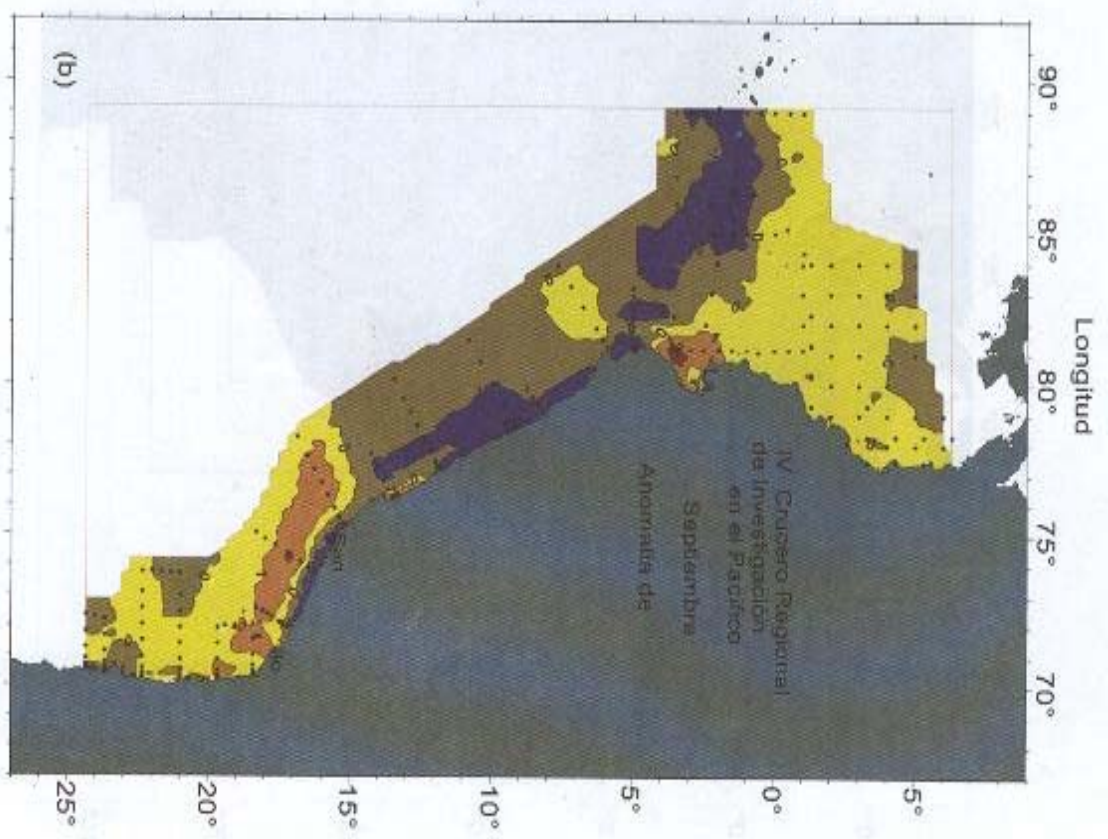 Longitud
90°
85°
80°
75°
70°
IV Crucero Regional
de Investigación
en el Pacífico
Septiembre
Anomalía de
San
5°
0°
5°
10°
15°
20°
25°
(b)